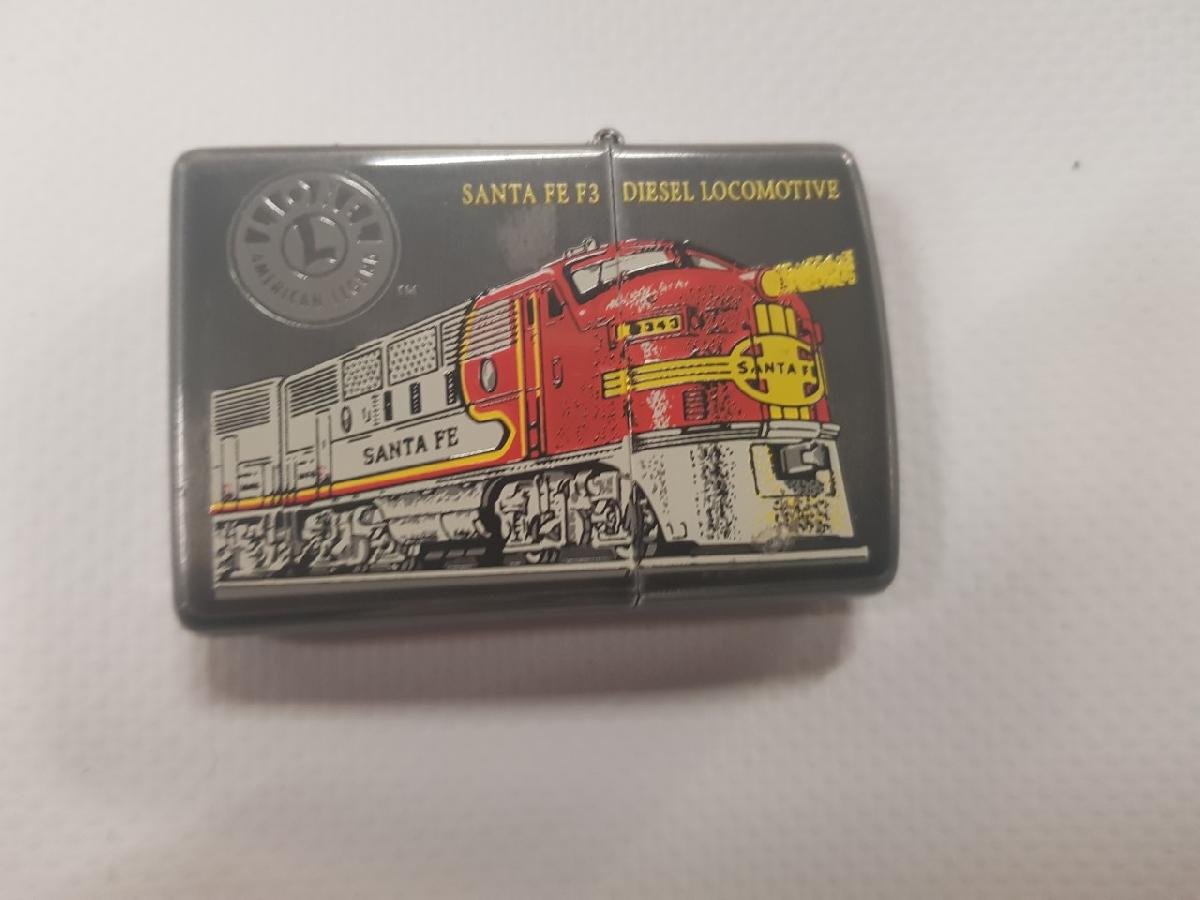 LIONEL
L
AMERICAN LEGEND
TM
SANTA FE F3 DIESEL LOCOMOTIVE
SANTA FE
SANTA FE